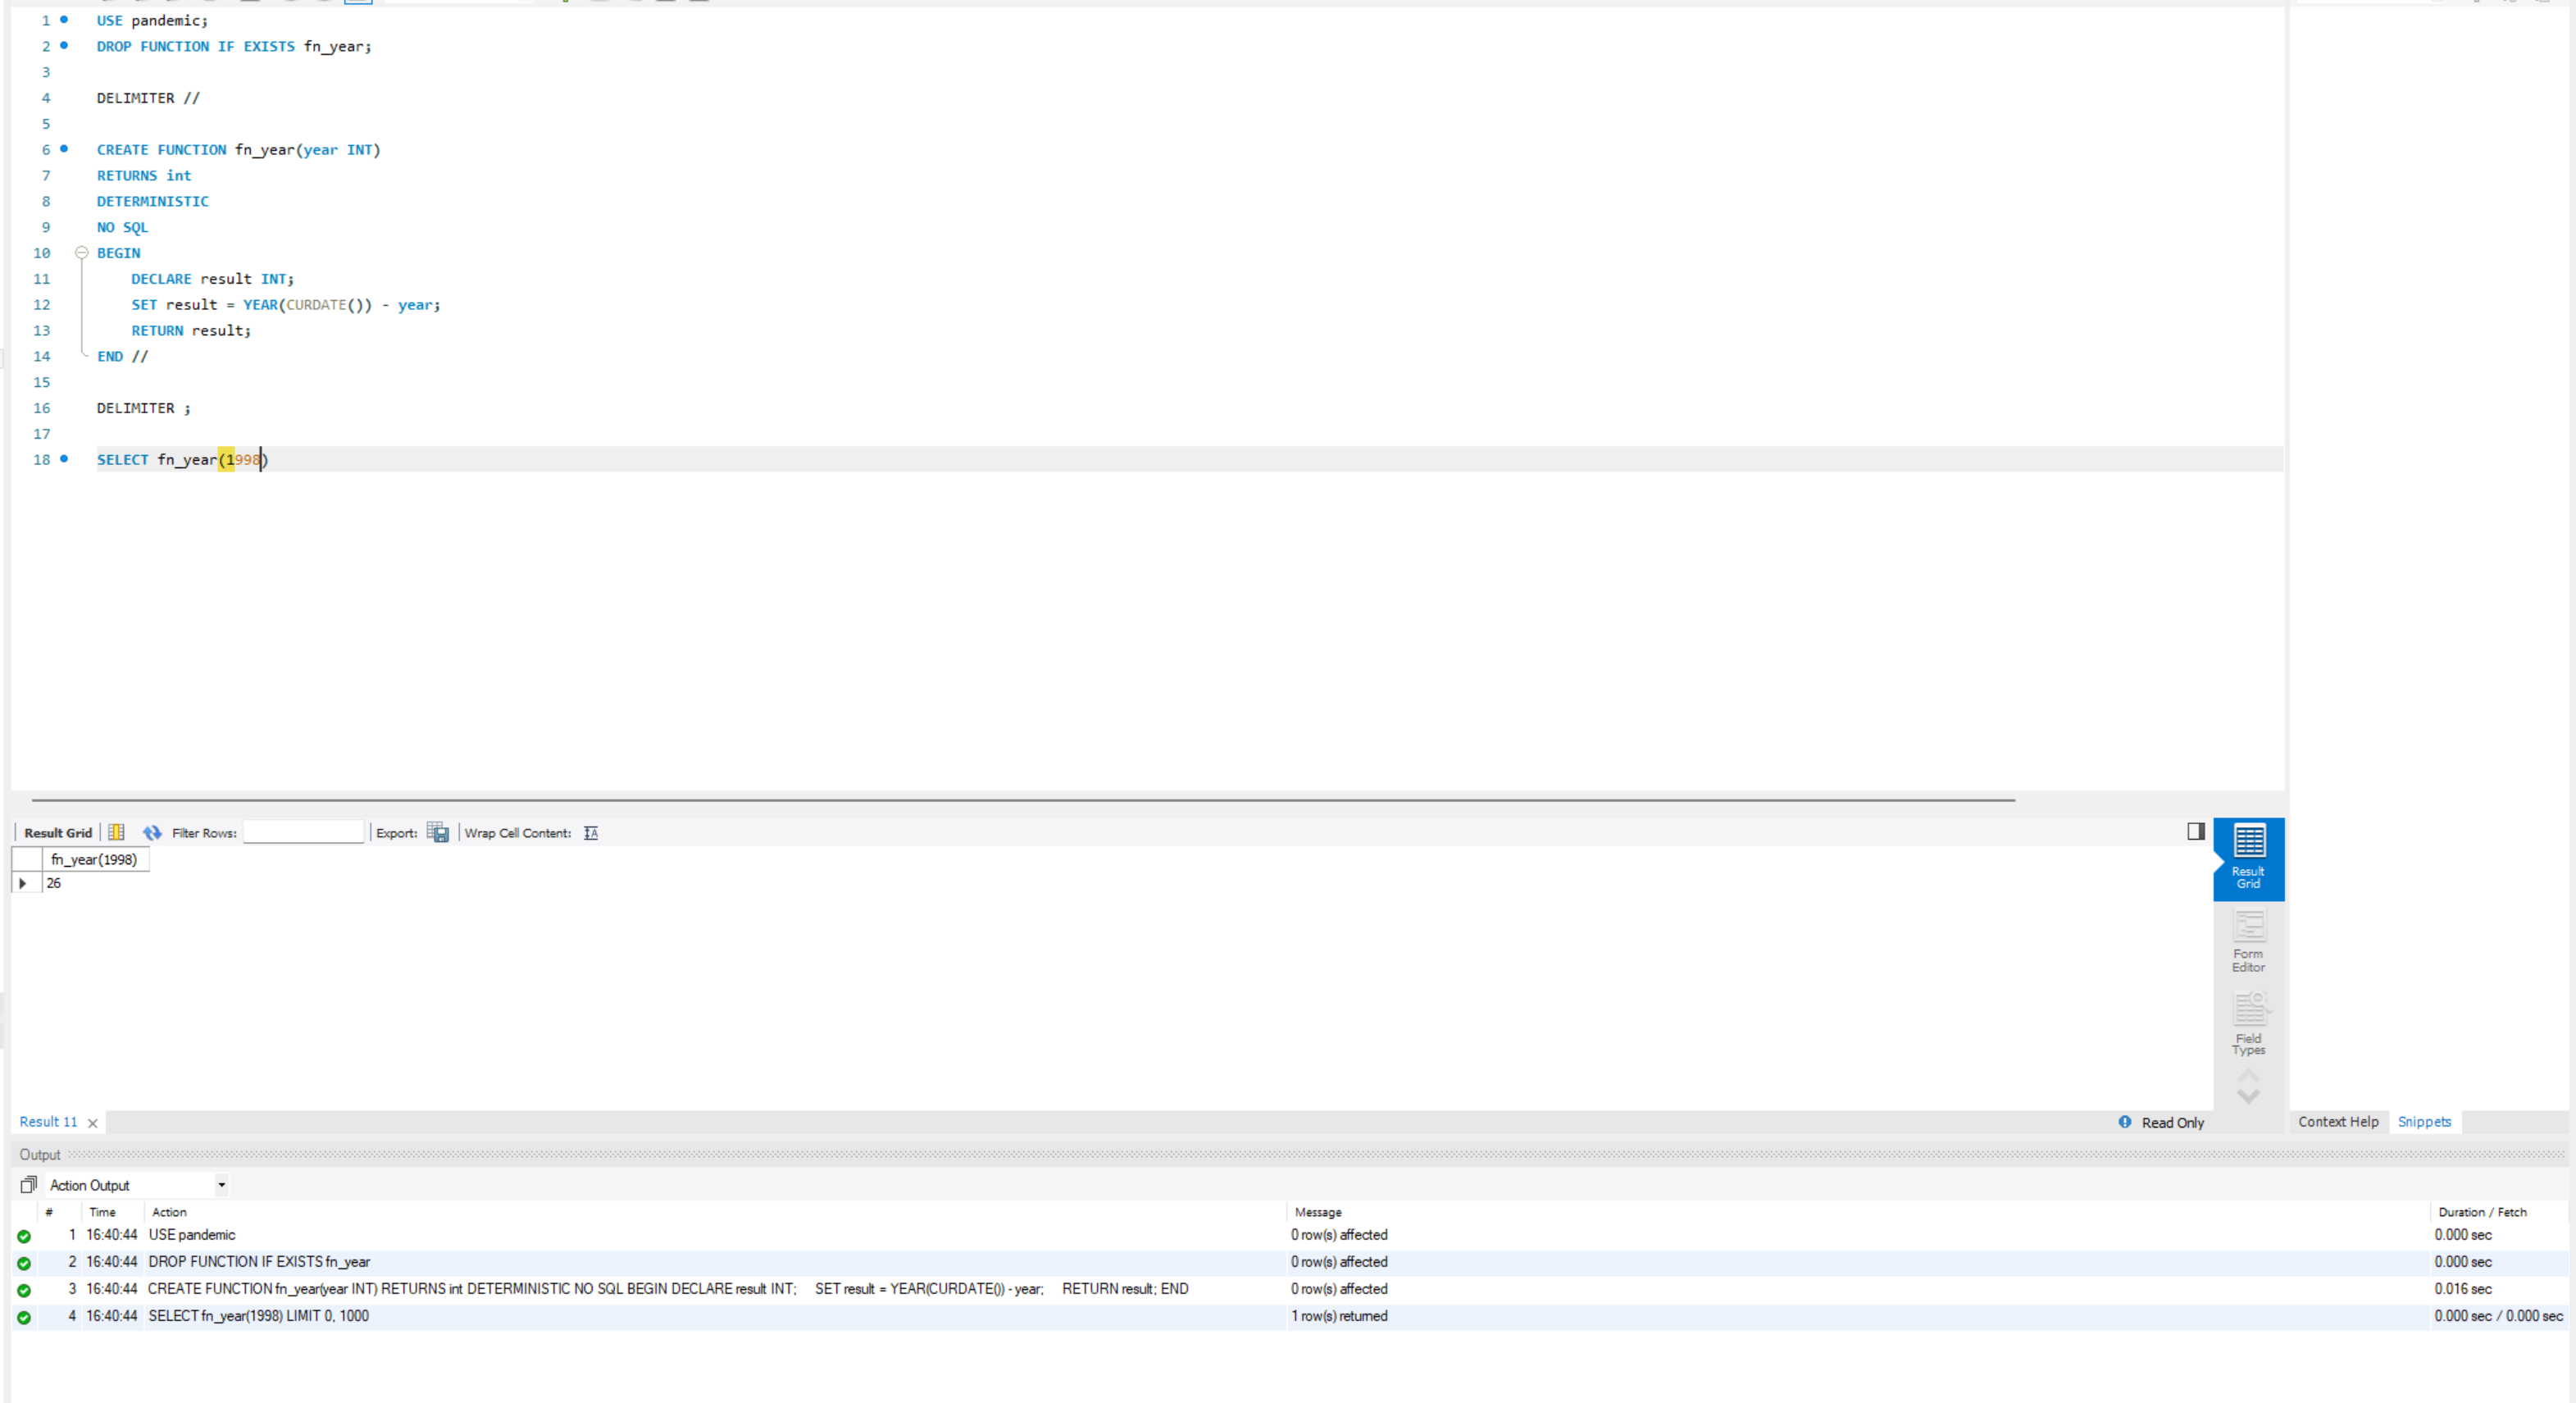 1 USE pandemic;
2 DROP FUNCTION IF EXISTS fn_year;
3
4 DELIMITER //
5
6 CREATE FUNCTION fn_year(year INT)
7 RETURNS int
8 DETERMINISTIC
9 NO SQL
10 BEGIN
11 DECLARE result INT;
12 SET result = YEAR(CURDATE()) - year;
13 RETURN result;
14 END //
15
16 DELIMITER ;
17
18 SELECT fn_year(1998)
Result Grid Filter Rows: Export: Wrap Cell Content:
fn_year(1998)
26
Result
Grid
Form
Editor
Field
Types
Result 11 Read Only Context Help Snippets
Output
Action Output
# Time Action Message Duration / Fetch
1 16:40:44 USE pandemic 0 row(s) affected 0.000 sec
2 16:40:44 DROP FUNCTION IF EXISTS fn_year 0 row(s) affected 0.000 sec
3 16:40:44 CREATE FUNCTION fn_year(year INT) RETURNS int DETERMINISTIC NO SQL BEGIN DECLARE result INT; SET result = YEAR(CURDATE()) - year; RETURN result; END 0 row(s) affected 0.016 sec
4 16:40:44 SELECT fn_year(1998) LIMIT 0, 1000 1 row(s) returned 0.000 sec / 0.000 sec